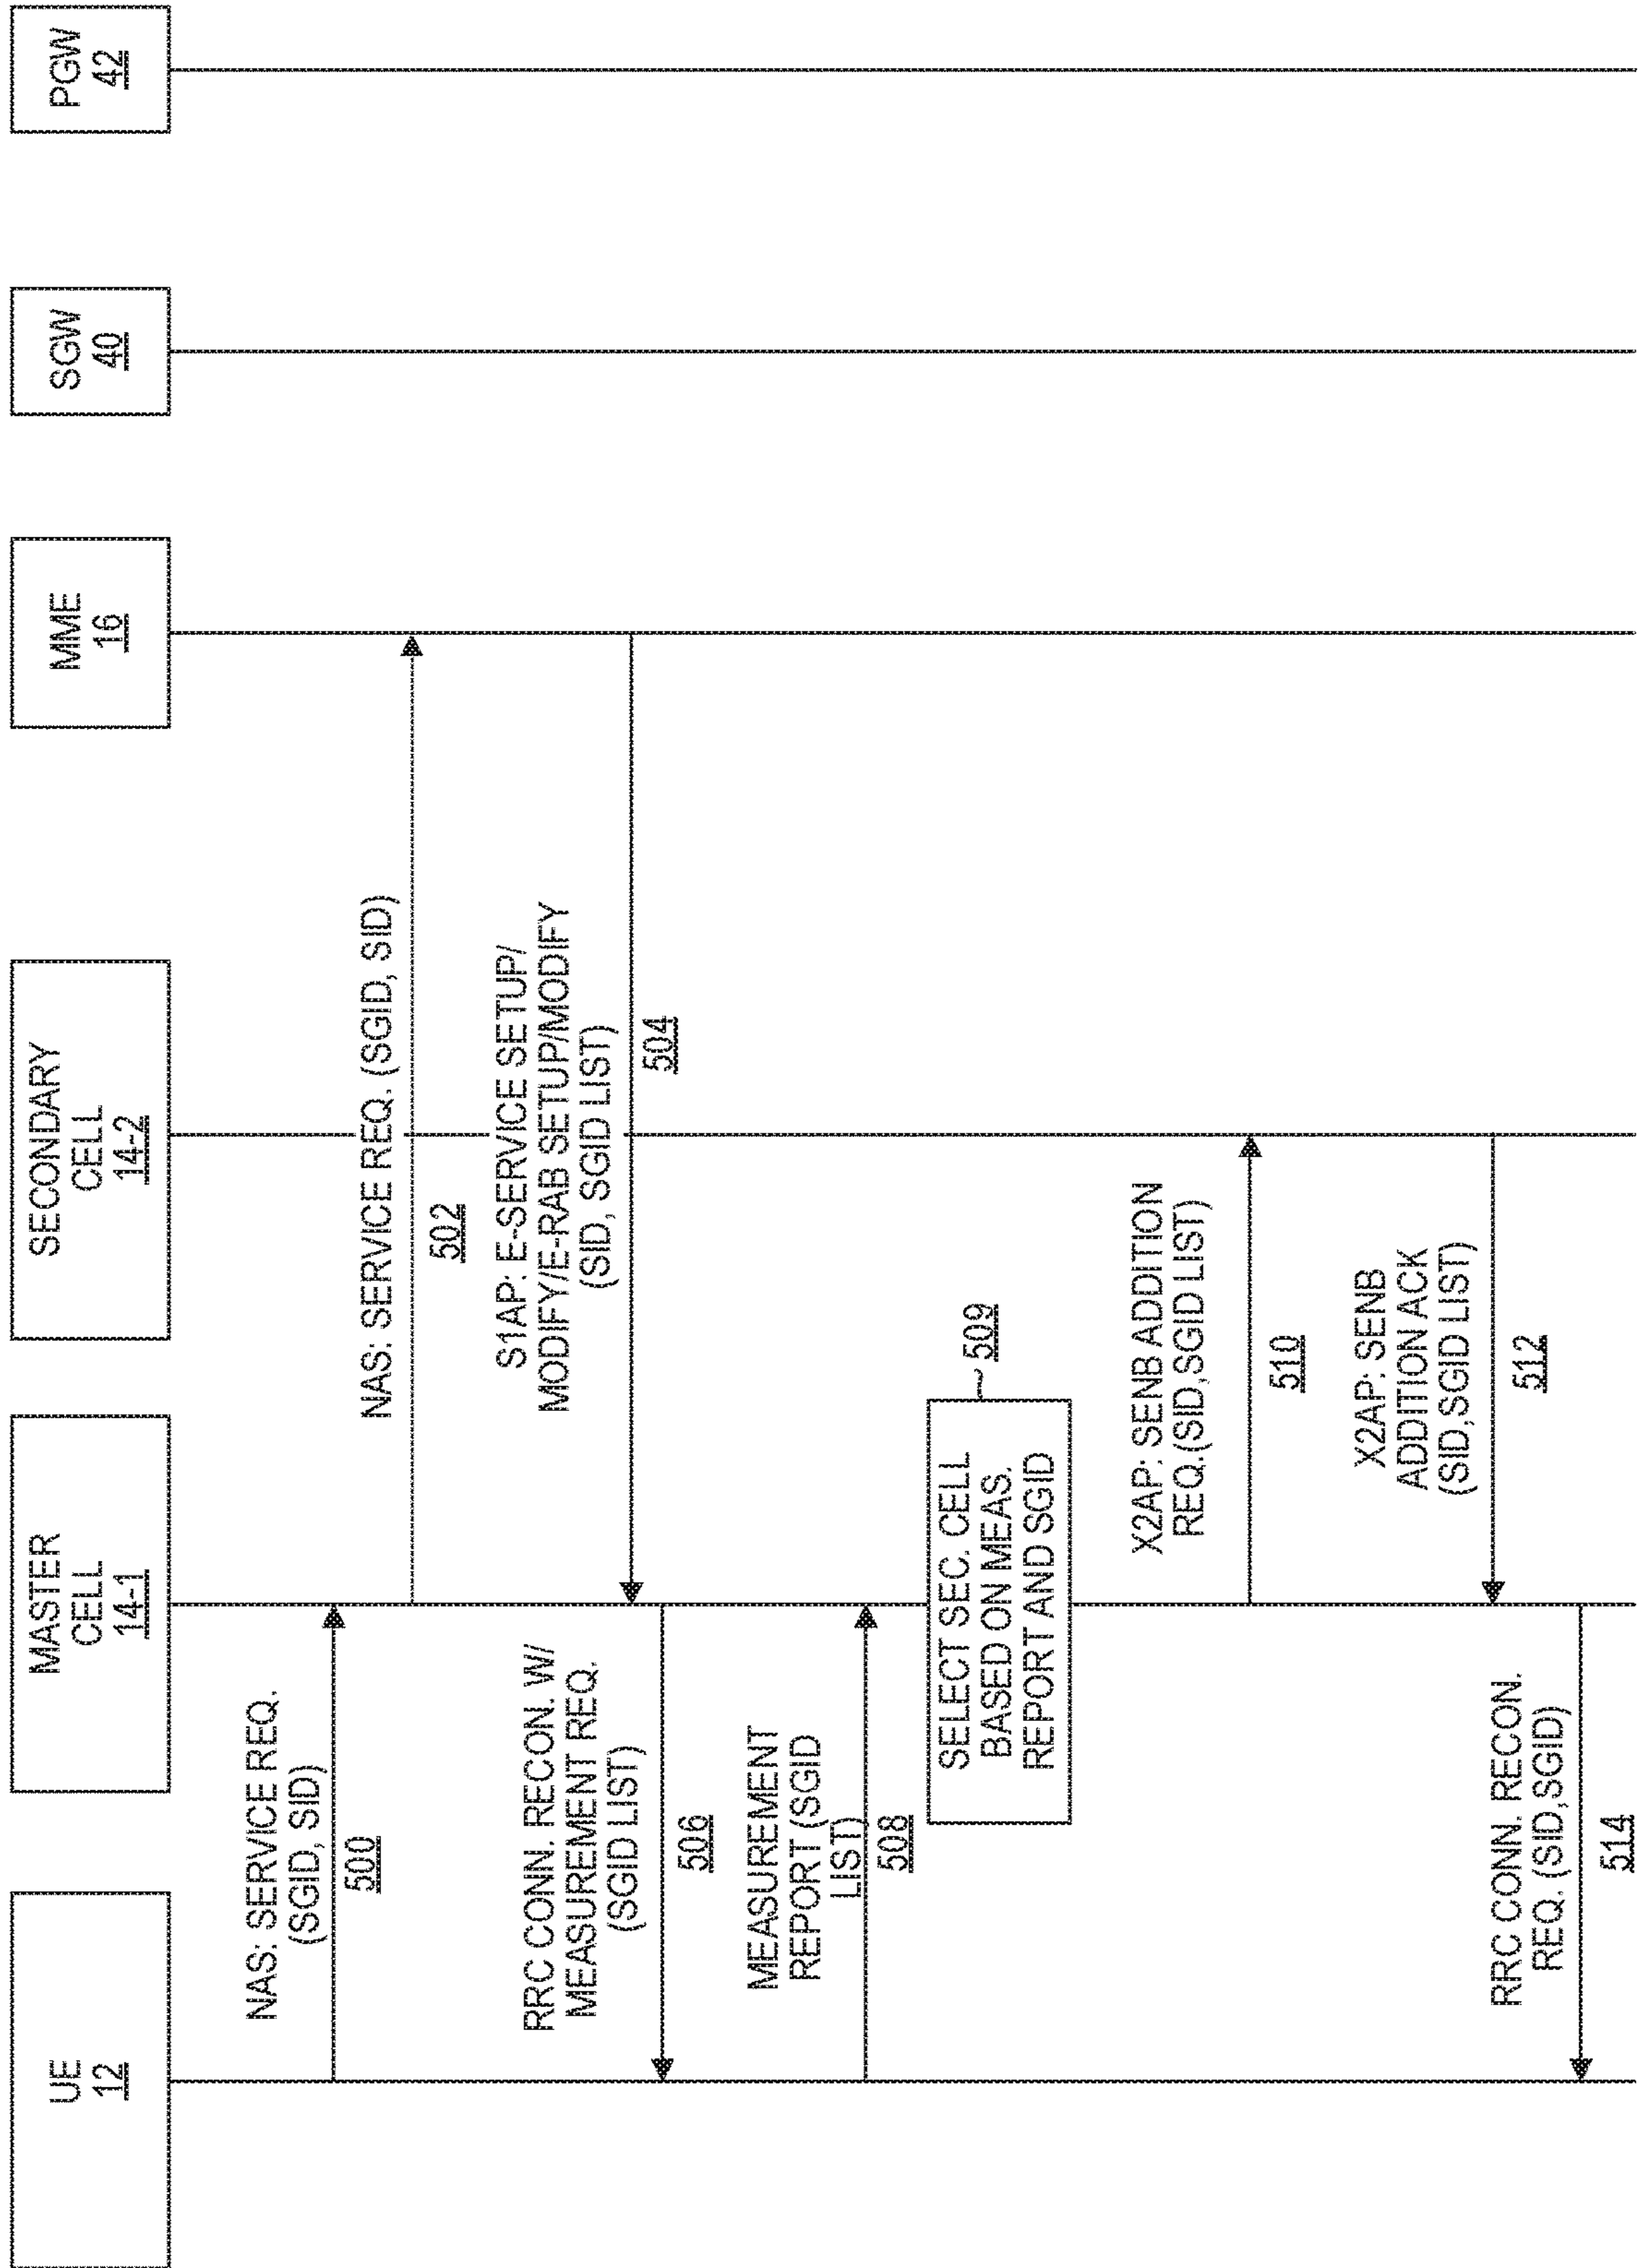 UE
12
MASTER
CELL
14-1
SECONDARY
CELL
14-2
MME
16
SGW
40
PGW
42
NAS: SERVICE REQ.
(SGID, SID)
500
NAS: SERVICE REQ. (SGID, SID)
502
S1AP: E-SERVICE SETUP/
MODIFY/E-RAB SETUP/MODIFY
(SID, SGID LIST)
504
RRC CONN. RECON. W/
MEASUREMENT REQ.
(SGID LIST)
506
MEASUREMENT
REPORT (SGID
LIST)
508
SELECT SEC. CELL
BASED ON MEAS.
REPORT AND SGID
509
X2AP: SENB ADDITION
REQ.(SID,SGID LIST)
510
X2AP: SENB
ADDITION ACK
(SID,SGID LIST)
512
RRC CONN. RECON.
REQ. (SID,SGID)
514